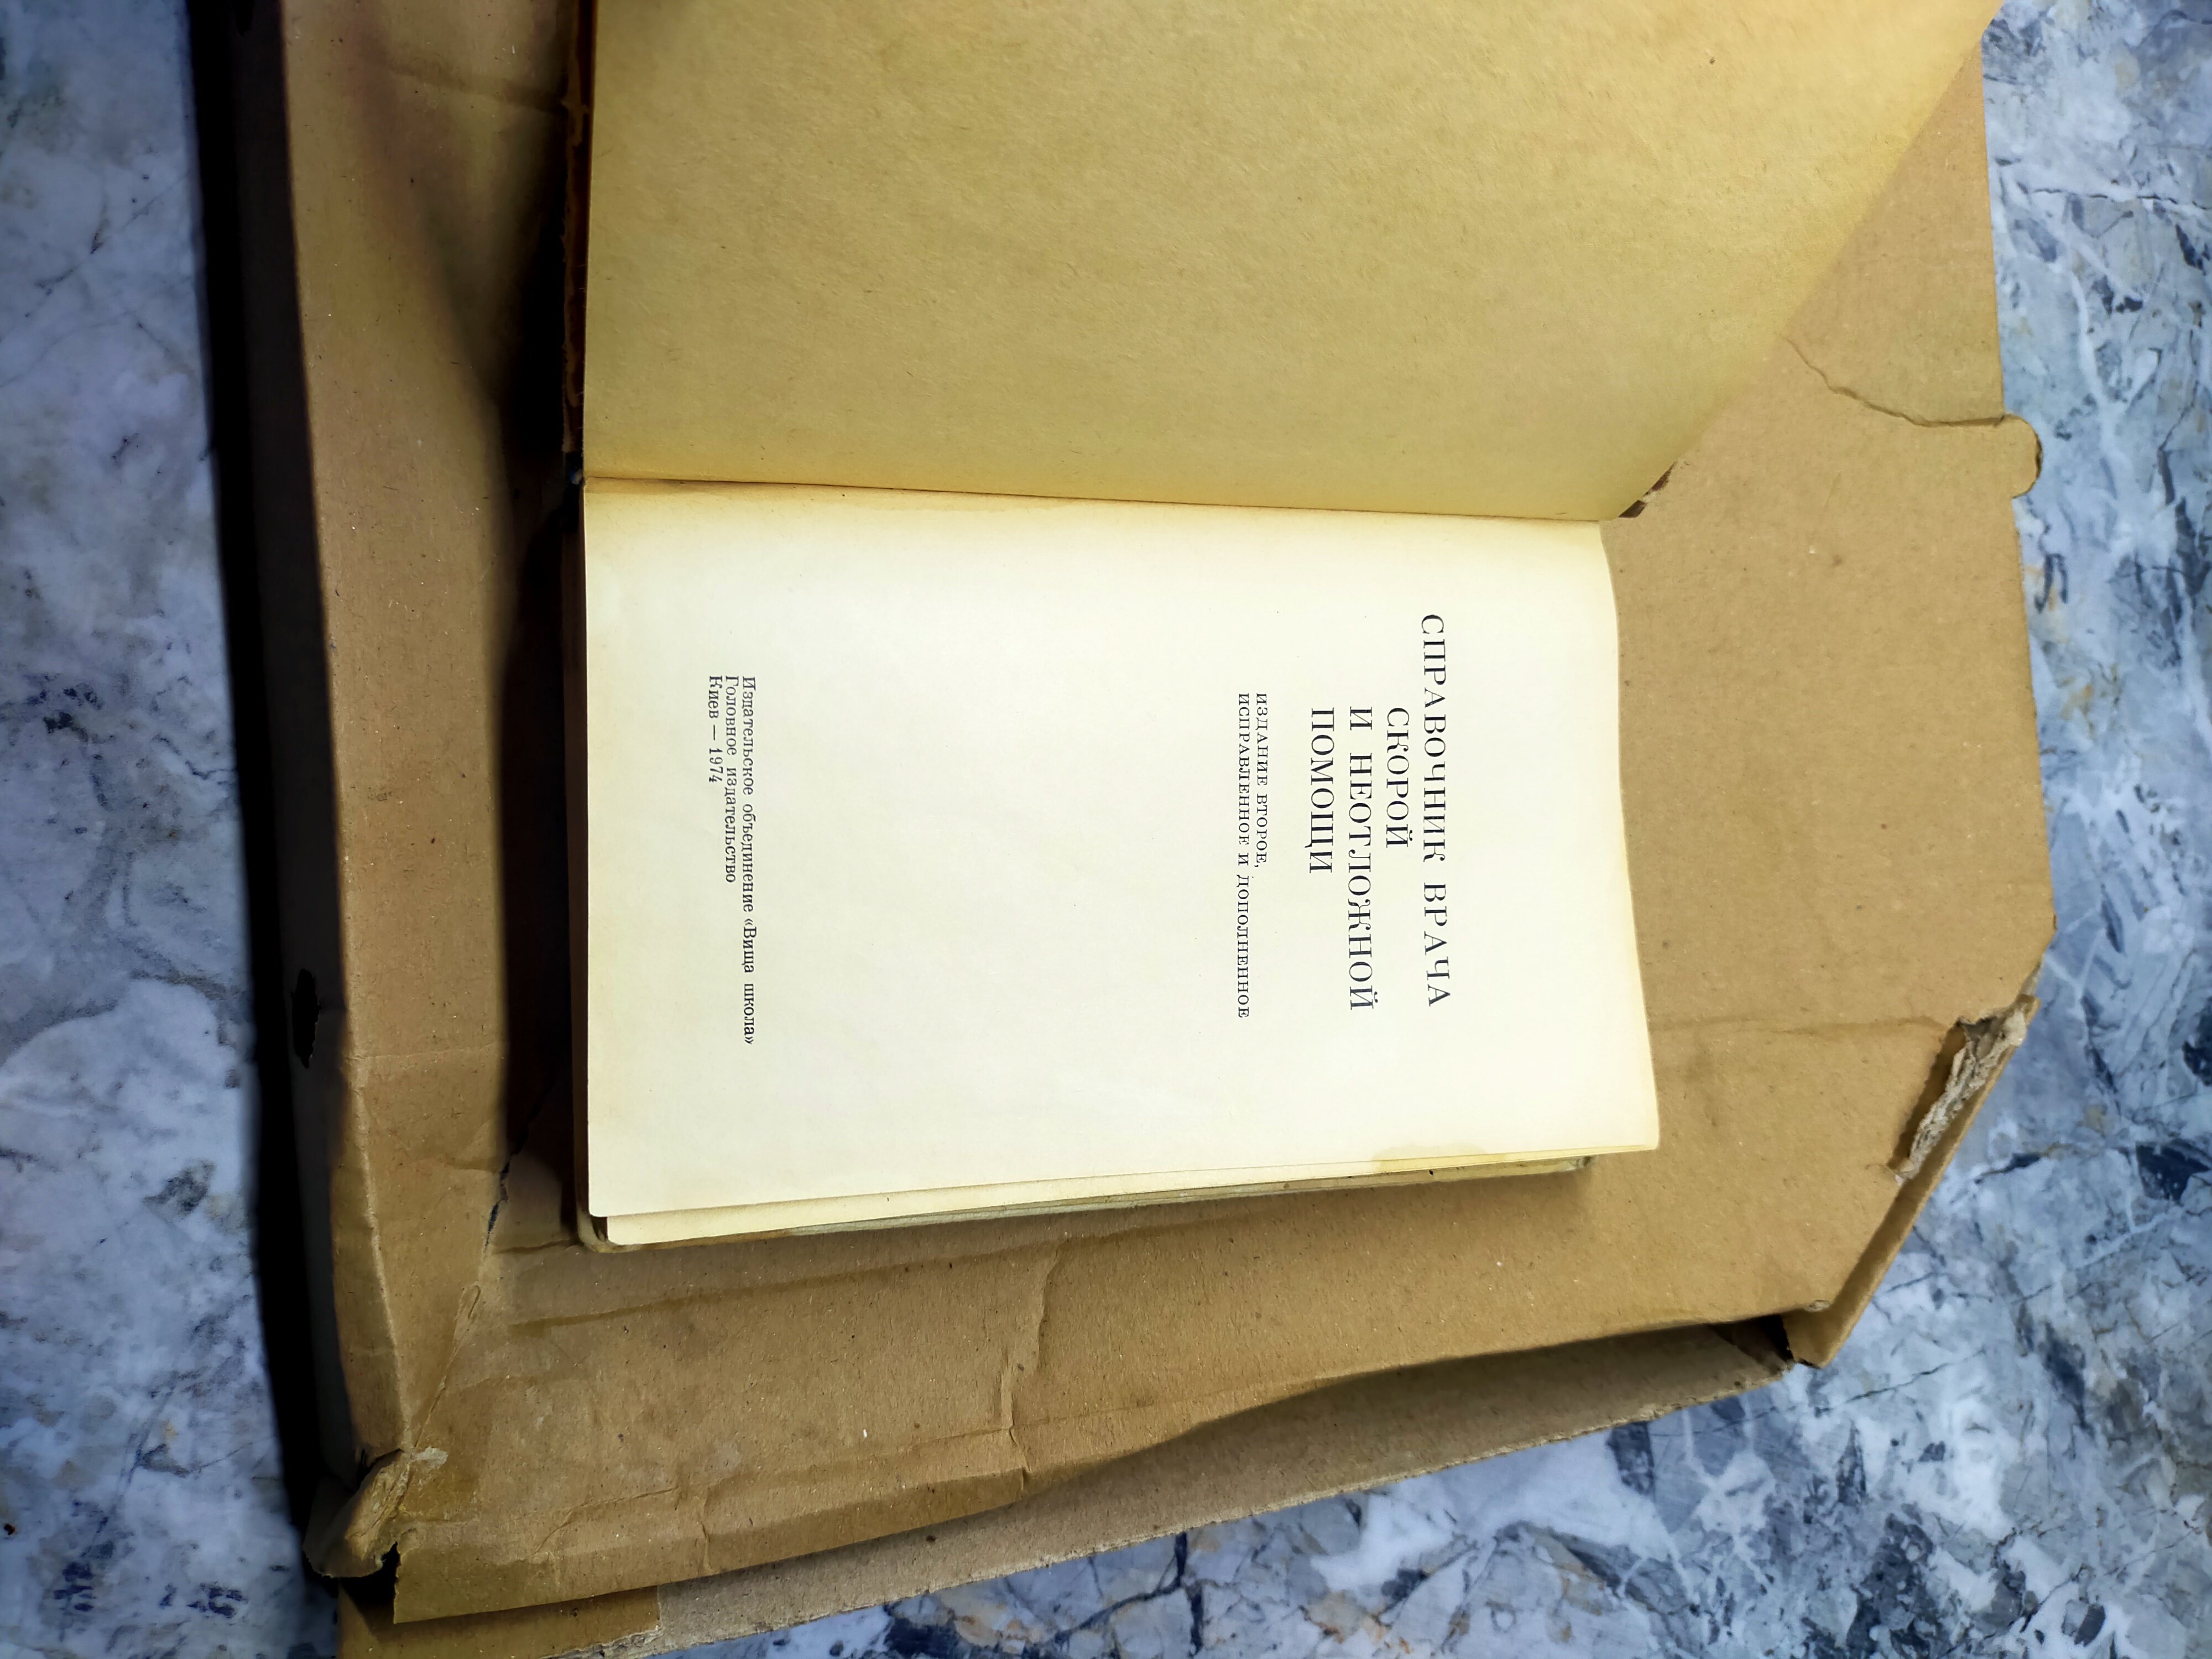 СПРАВОЧНИК ВРАЧА
СКОРОЙ
И НЕОТЛОЖНОЙ
ПОМОЩИ
ИЗДАНИЕ ВТОРОЕ,
ИСПРАВЛЕННОЕ И ДОПОЛНЕННОЕ
Издательское объединение «Вища школа»
Головное издательство
Киев — 1974